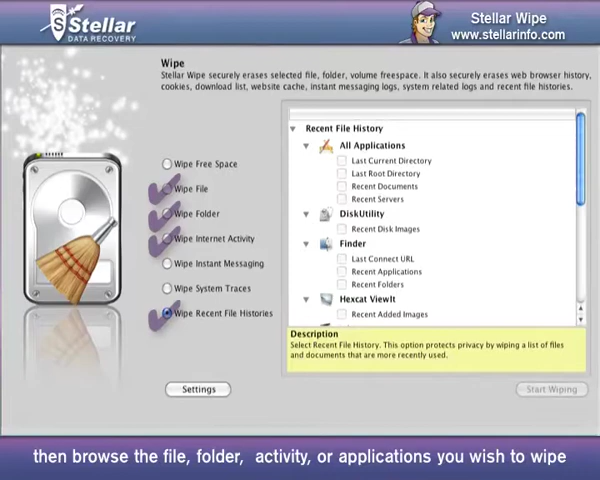 Stellar
DATA RECOVERY
Stellar Wipe
www.stellarinfo.com
Wipe
Stellar Wipe securely erases selected file, folder, volume freespace. It also securely erases web browser history,
cookies, download list, website cache, instant messaging logs, system related logs and recent file histories.
Wipe Free Space
Wipe File
Wipe Folder
Wipe Internet Activity
Wipe Instant Messaging
Wipe System Traces
Wipe Recent File Histories
Recent File History
All Applications
Last Current Directory
Last Root Directory
Recent Documents
Recent Servers
DiskUtility
Recent Disk Images
Finder
Last Connect URL
Recent Applications
Recent Folders
Hexcat ViewIt
Recent Added Images
Description
Select Recent File History. This option protects privacy by wiping a list of files
and documents that are more recently used.
Settings
Start Wiping
then browse the file, folder, activity, or applications you wish to wipe